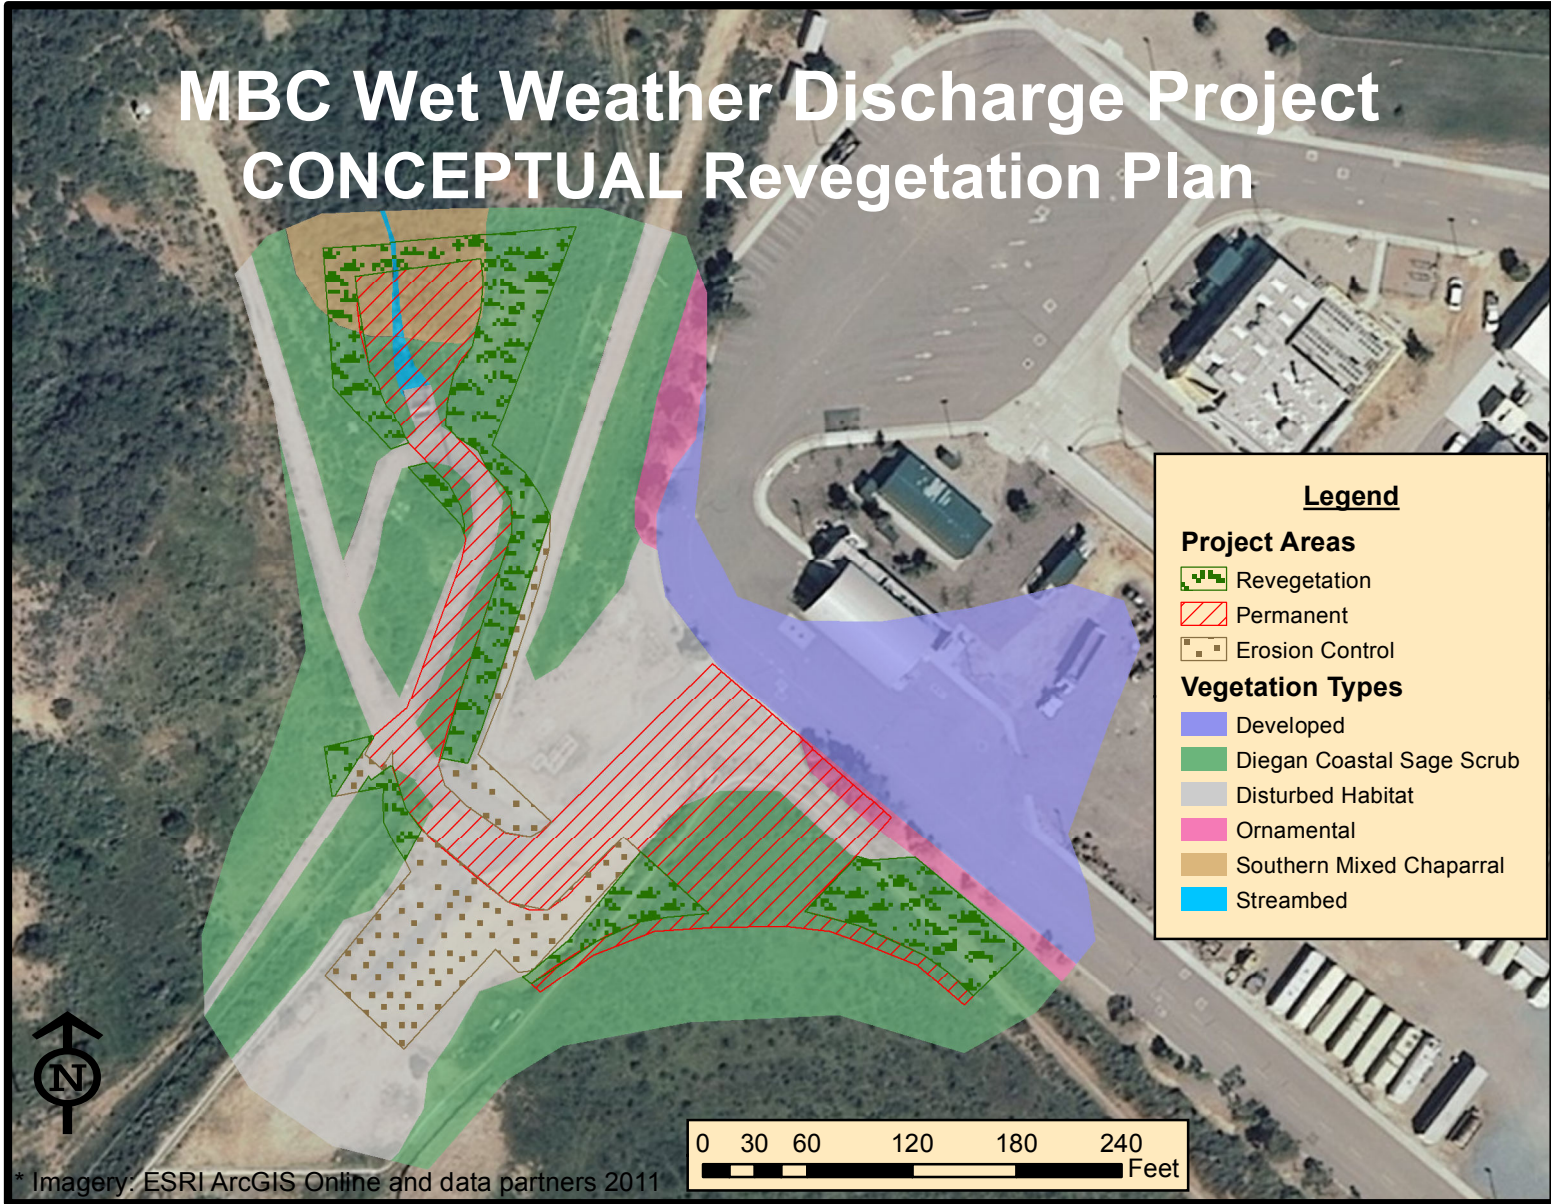 MBC Wet Weather Discharge Project
CONCEPTUAL Revegetation Plan
Legend
Project Areas
Revegetation
Permanent
Erosion Control
Vegetation Types
Developed
Diegan Coastal Sage Scrub
Disturbed Habitat
Ornamental
Southern Mixed Chaparral
Streambed
N
0 30 60 120 180 240
Feet
* Imagery: ESRI ArcGIS Online and data partners 2011